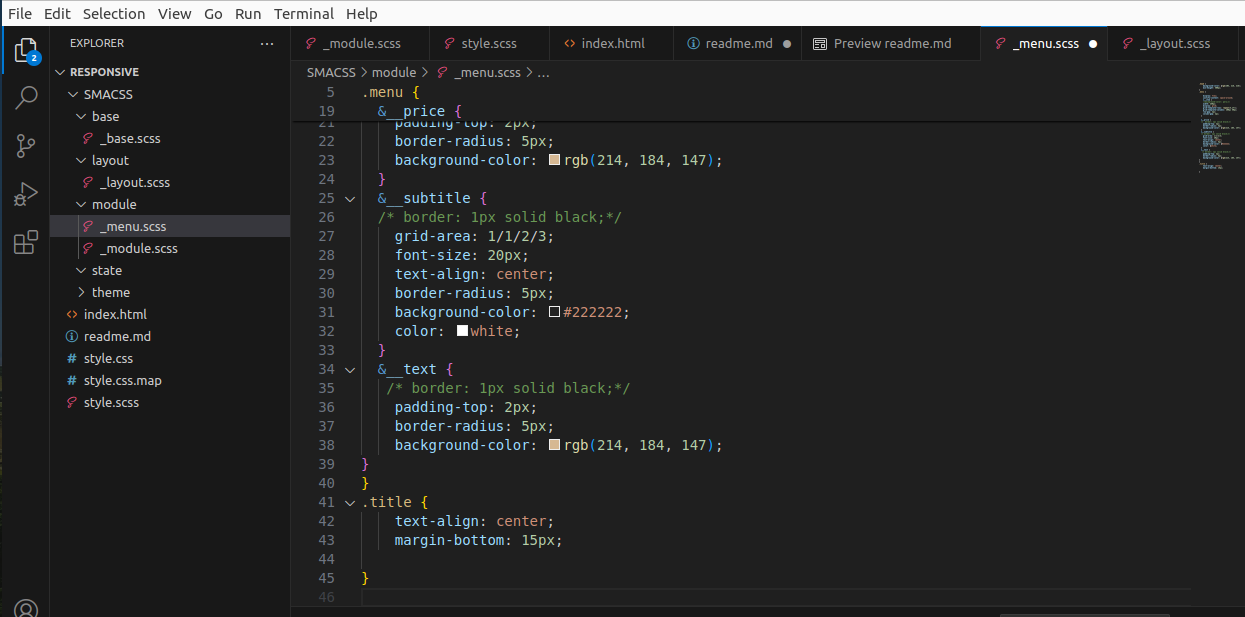 File Edit Selection View Go Run Terminal Help
EXPLORER ...
_module.scss style.scss index.html readme.md Preview readme.md _menu.scss _layout.scss
2
RESPONSIVE
SMACSS
base
_base.scss
layout
_layout.scss
module
_menu.scss
_module.scss
state
theme
index.html
readme.md
style.css
style.css.map
style.scss
SMACSS > module > _menu.scss > ...
5 .menu {
19 &__price {
21 padding-top: 2px;
22 border-radius: 5px;
23 background-color: rgb(214, 184, 147);
24 }
25 &__subtitle {
26 /* border: 1px solid black;*/
27 grid-area: 1/1/2/3;
28 font-size: 20px;
29 text-align: center;
30 border-radius: 5px;
31 background-color: #222222;
32 color: white;
33 }
34 &__text {
35 /* border: 1px solid black;*/
36 padding-top: 2px;
37 border-radius: 5px;
38 background-color: rgb(214, 184, 147);
39 }
40 }
41 .title {
42 text-align: center;
43 margin-bottom: 15px;
44
45 }
46